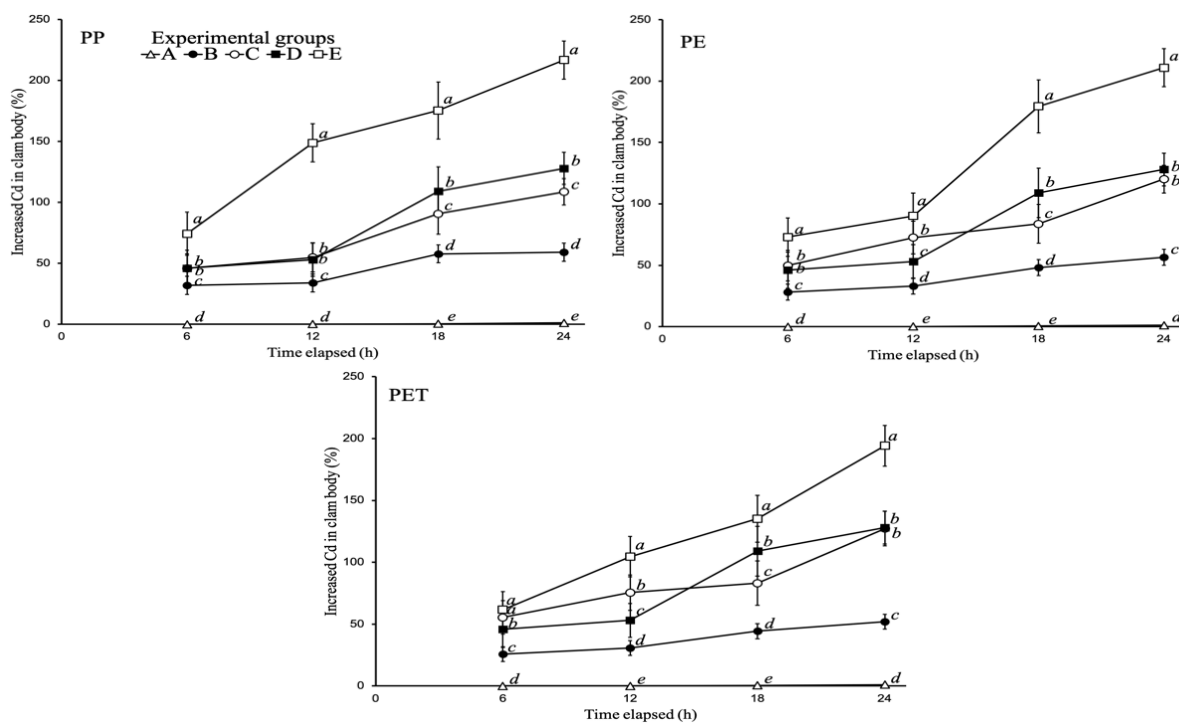 PP
Experimental groups
A B C D E
Increased Cd in clam body (%)
250
200
150
100
50
0
a
b
b
c
d
a
b
b
c
d
a
b
c
d
e
a
b
c
d
e
0 6 12 18 24
Time elapsed (h)
PE
Increased Cd in clam body (%)
250
200
150
100
50
0
a
b
b
c
d
a
b
c
d
e
a
b
c
d
e
a
b
b
c
d
0 6 12 18 24
Time elapsed (h)
PET
Increased Cd in clam body (%)
250
200
150
100
50
0
a
a
b
c
d
a
b
c
d
e
a
b
c
d
e
a
b
b
c
d
0 6 12 18 24
Time elapsed (h)